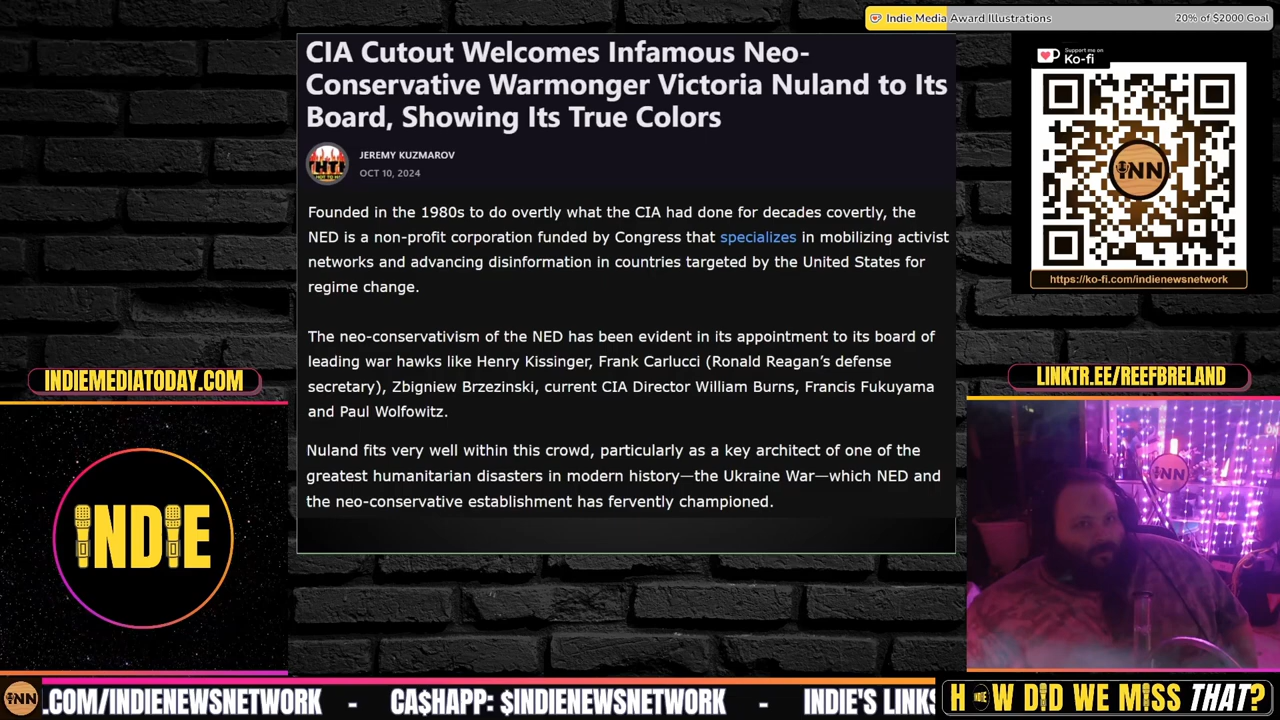 Indie Media Award Illustrations
20% of $2000 Goal
CIA Cutout Welcomes Infamous Neo-
Conservative Warmonger Victoria Nuland to Its
Board, Showing Its True Colors
JEREMY KUZMAROV
OCT 10, 2024
Founded in the 1980s to do overtly what the CIA had done for decades covertly, the
NED is a non-profit corporation funded by Congress that specializes in mobilizing activist
networks and advancing disinformation in countries targeted by the United States for
regime change.
The neo-conservativism of the NED has been evident in its appointment to its board of
leading war hawks like Henry Kissinger, Frank Carlucci (Ronald Reagan’s defense
secretary), Zbigniew Brzezinski, current CIA Director William Burns, Francis Fukuyama
and Paul Wolfowitz.
Nuland fits very well within this crowd, particularly as a key architect of one of the
greatest humanitarian disasters in modern history—the Ukraine War—which NED and
the neo-conservative establishment has fervently championed.
Support me on
Ko-fi
INN
https://ko-fi.com/indienewsnetwork
INDIEMEDIATODAY.COM
LINKTR.EE/REEFBRELAND
INDIE
INN
INN
.COM/INDIENEWSNETWORK - CA$HAPP: $INDIENEWSNETWORK - INDIE'S LINKS
HOW DID WE MISS THAT?